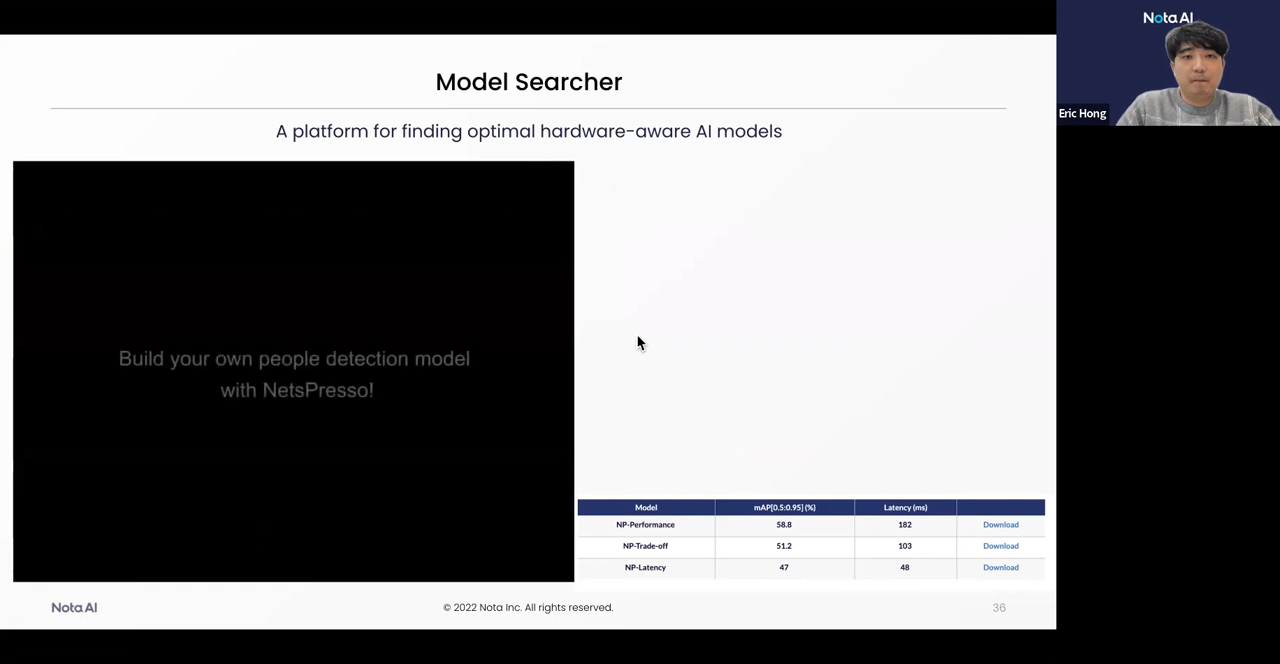 Model Searcher
A platform for finding optimal hardware-aware AI models
Build your own people detection model
with NetsPresso!
Model mAP[0.5:0.95] (%) Latency (ms)
NP-Performance 58.8 182 Download
NP-Trade-off 51.2 103 Download
NP-Latency 47 48 Download
Nota AI © 2022 Nota Inc. All rights reserved. 36
Nota AI
Eric Hong